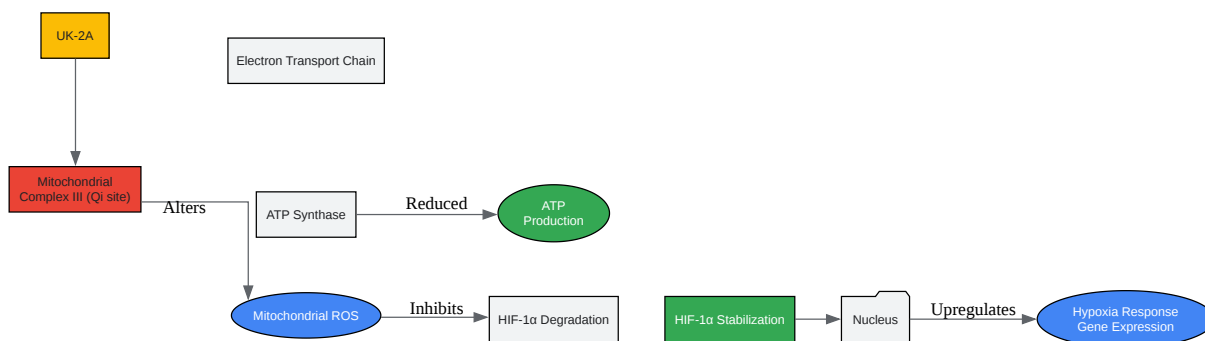 UK-2A
Electron Transport Chain
Mitochondrial
Complex III (Qi site)
Alters
ATP Synthase
Reduced
ATP
Production
Mitochondrial ROS
Inhibits
HIF-1α Degradation
HIF-1α Stabilization
Nucleus
Upregulates
Hypoxia Response
Gene Expression